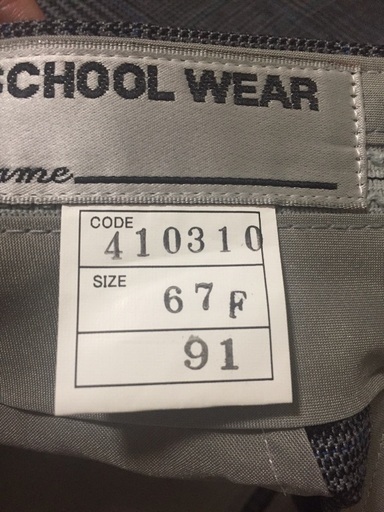 SCHOOL WEAR
ame
CODE
410310
SIZE
67F
91